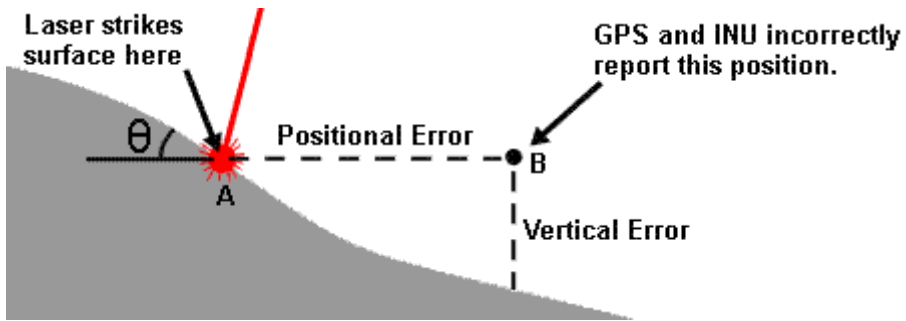 Laser strikes
surface here
GPS and INU incorrectly
report this position.
θ
Positional Error
A
B
Vertical Error